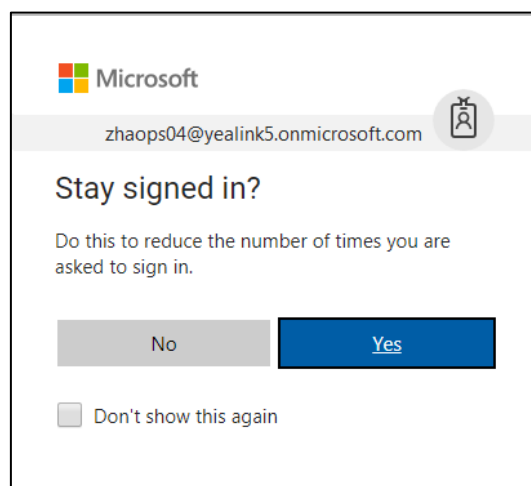 Microsoft
zhaops04@yealink5.onmicrosoft.com
Stay signed in?
Do this to reduce the number of times you are
asked to sign in.
No
Yes
Don't show this again